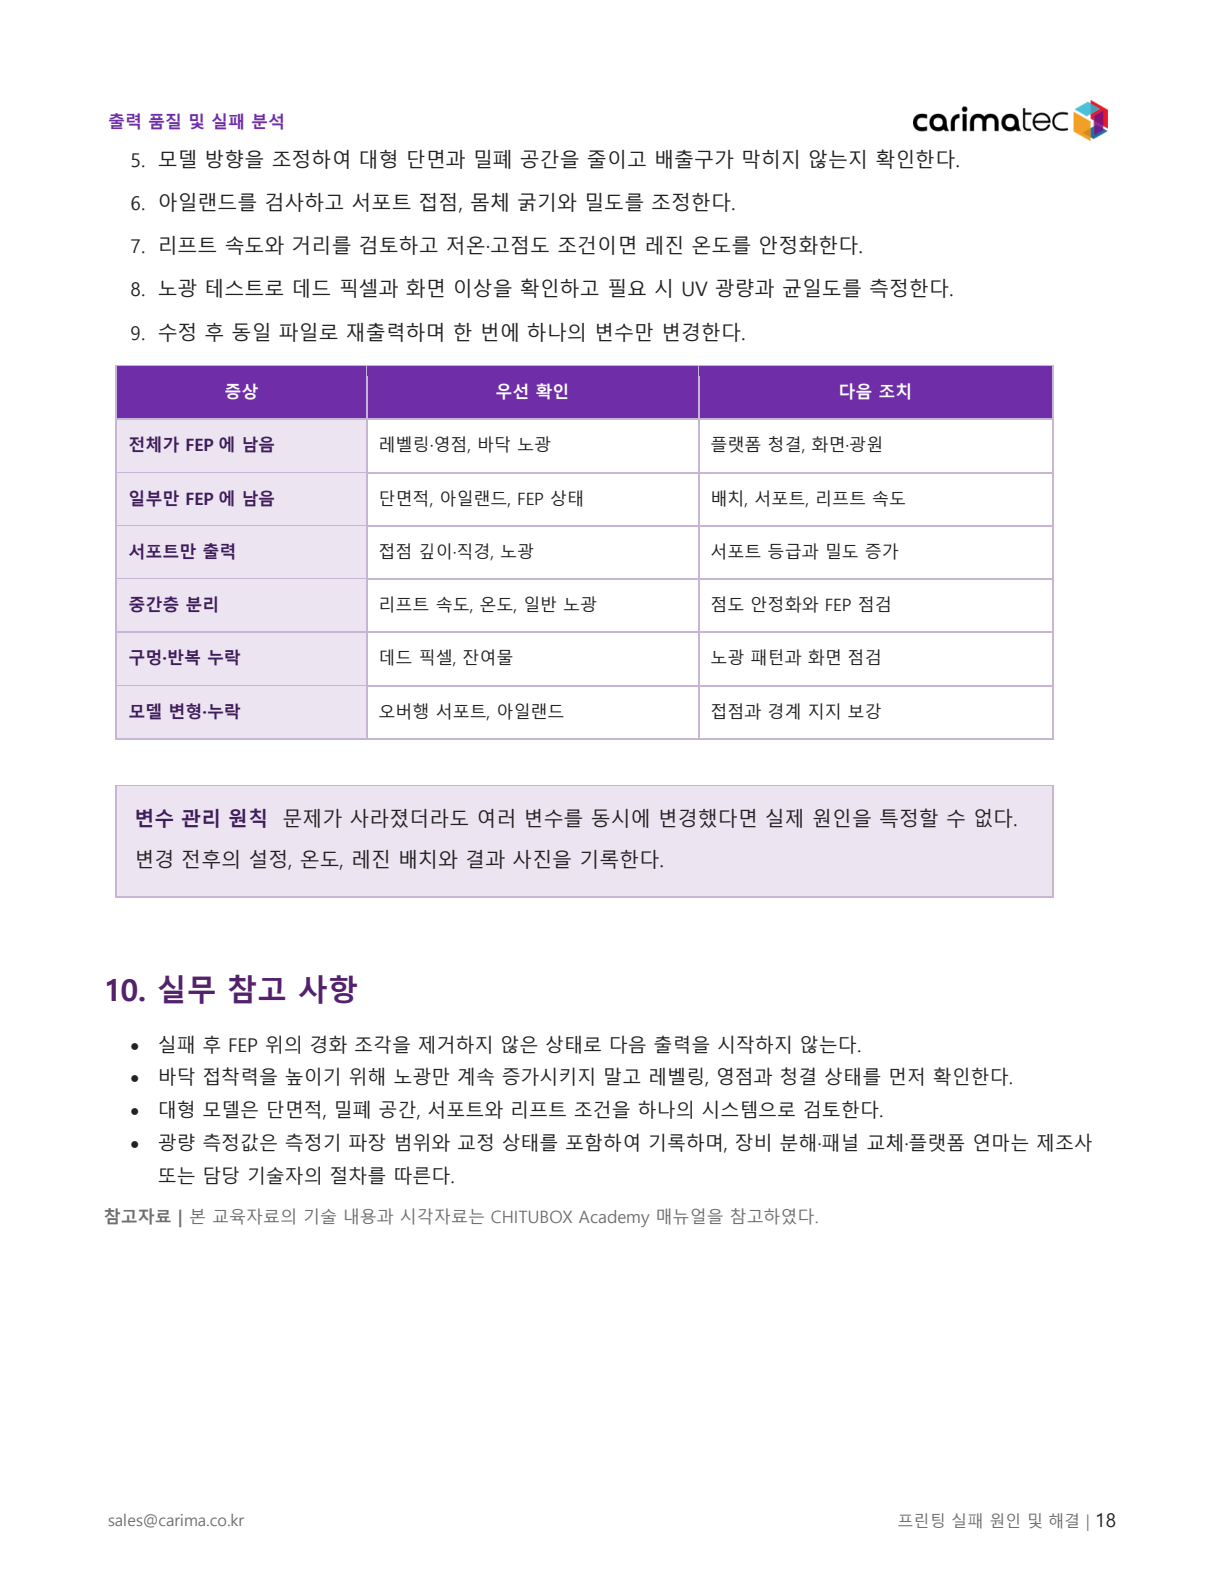 출력 품질 및 실패 분석
carimatec
5. 모델 방향을 조정하여 대형 단면과 밀폐 공간을 줄이고 배출구가 막히지 않는지 확인한다.
6. 아일랜드를 검사하고 서포트 접점, 몸체 굵기와 밀도를 조정한다.
7. 리프트 속도와 거리를 검토하고 저온·고점도 조건이면 레진 온도를 안정화한다.
8. 노광 테스트로 데드 픽셀과 화면 이상을 확인하고 필요 시 UV 광량과 균일도를 측정한다.
9. 수정 후 동일 파일로 재출력하며 한 번에 하나의 변수만 변경한다.
증상 우선 확인 다음 조치
전체가 FEP 에 남음 레벨링·영점, 바닥 노광 플랫폼 청결, 화면·광원
일부만 FEP 에 남음 단면적, 아일랜드, FEP 상태 배치, 서포트, 리프트 속도
서포트만 출력 접점 깊이·직경, 노광 서포트 등급과 밀도 증가
중간층 분리 리프트 속도, 온도, 일반 노광 점도 안정화와 FEP 점검
구멍·반복 누락 데드 픽셀, 잔여물 노광 패턴과 화면 점검
모델 변형·누락 오버행 서포트, 아일랜드 접점과 경계 지지 보강
변수 관리 원칙 문제가 사라졌더라도 여러 변수를 동시에 변경했다면 실제 원인을 특정할 수 없다.
변경 전후의 설정, 온도, 레진 배치와 결과 사진을 기록한다.
10. 실무 참고 사항
• 실패 후 FEP 위의 경화 조각을 제거하지 않은 상태로 다음 출력을 시작하지 않는다.
• 바닥 접착력을 높이기 위해 노광만 계속 증가시키지 말고 레벨링, 영점과 청결 상태를 먼저 확인한다.
• 대형 모델은 단면적, 밀폐 공간, 서포트와 리프트 조건을 하나의 시스템으로 검토한다.
• 광량 측정값은 측정기 파장 범위와 교정 상태를 포함하여 기록하며, 장비 분해·패널 교체·플랫폼 연마는 제조사
또는 담당 기술자의 절차를 따른다.
참고자료 | 본 교육자료의 기술 내용과 시각자료는 CHITUBOX Academy 매뉴얼을 참고하였다.
sales@carima.co.kr 프린팅 실패 원인 및 해결 | 18